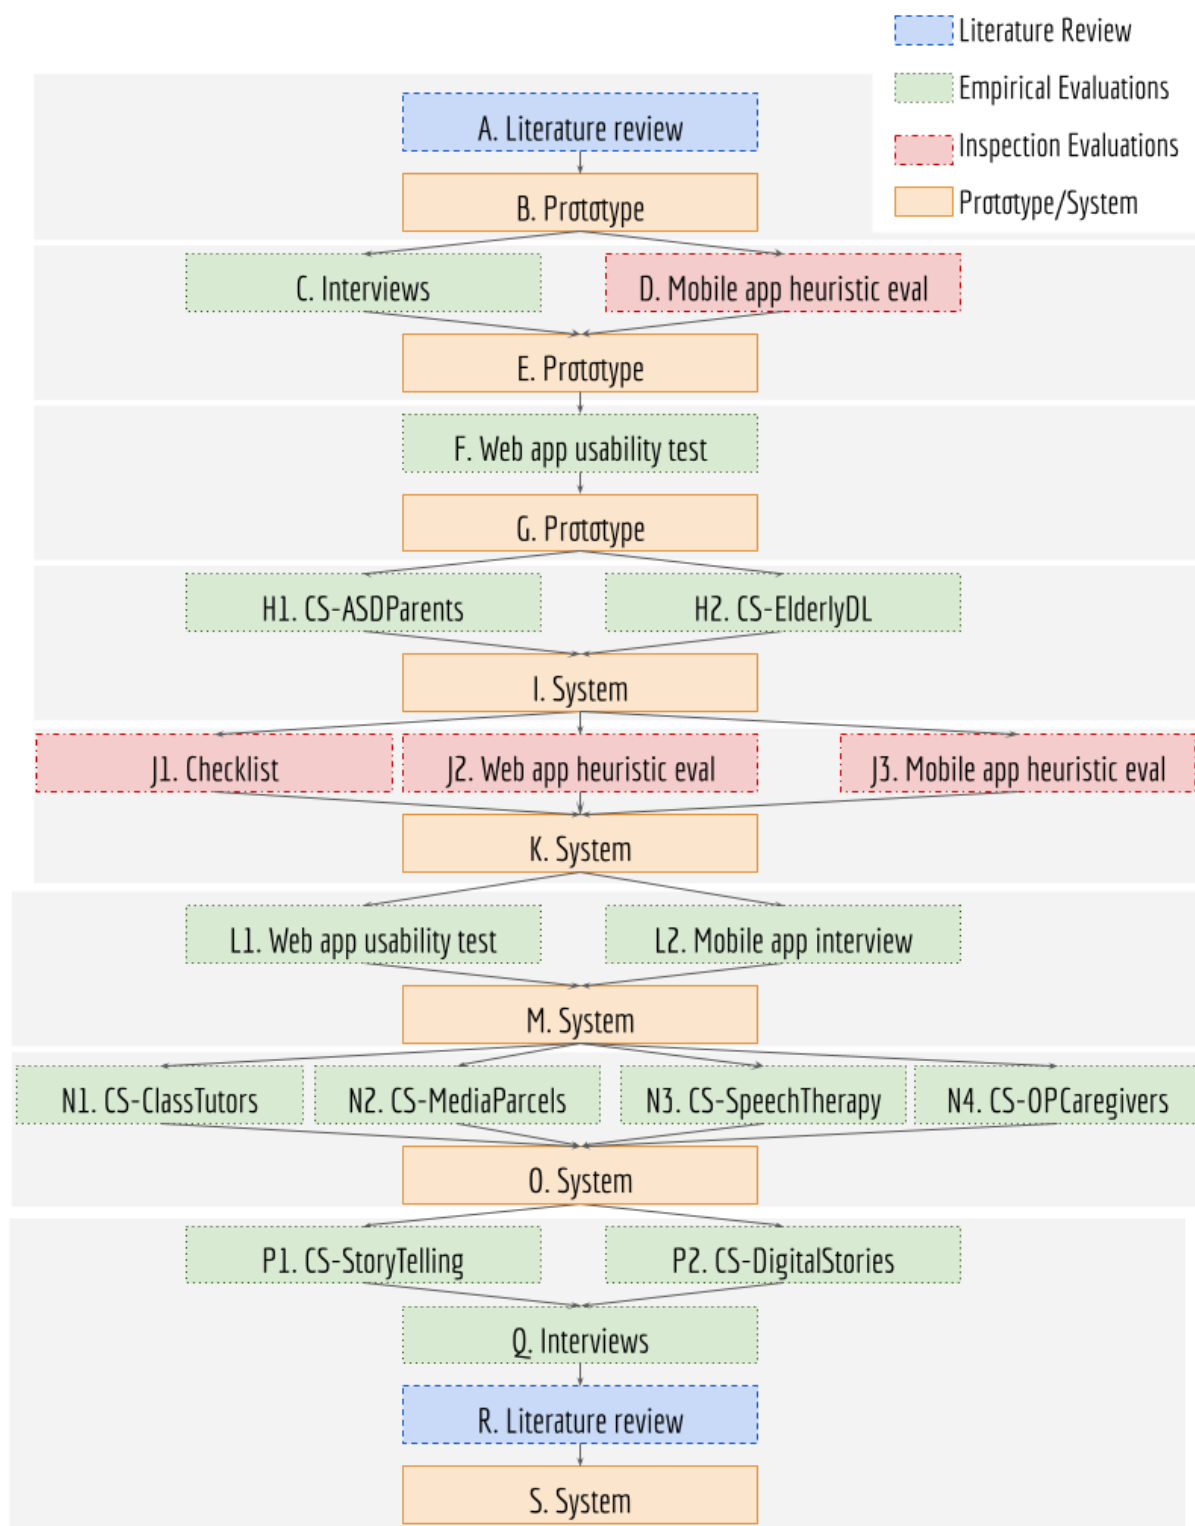 Literature Review
Empirical Evaluations
Inspection Evaluations
Prototype/System
A. Literature review
B. Prototype
C. Interviews
D. Mobile app heuristic eval
E. Prototype
F. Web app usability test
G. Prototype
H1. CS-ASDParents
H2. CS-ElderlyDL
I. System
J1. Checklist
J2. Web app heuristic eval
J3. Mobile app heuristic eval
K. System
L1. Web app usability test
L2. Mobile app interview
M. System
N1. CS-ClassTutors
N2. CS-MediaParcels
N3. CS-SpeechTherapy
N4. CS-OPCaregivers
O. System
P1. CS-StoryTelling
P2. CS-DigitalStories
Q. Interviews
R. Literature review
S. System